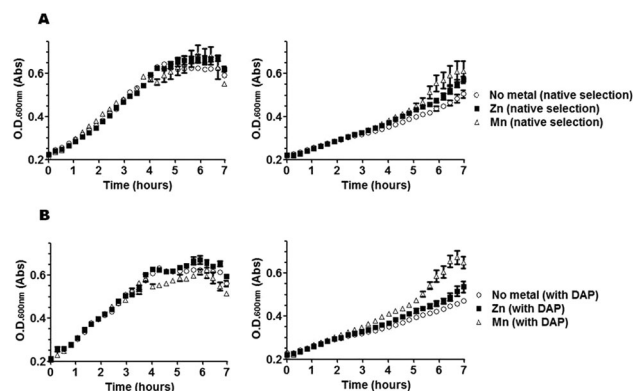 A
O.D.600nm (Abs)
0.6
0.4
0.2
0 1 2 3 4 5 6 7
Time (hours)
O.D.600nm (Abs)
0.6
0.4
0.2
0 1 2 3 4 5 6 7
Time (hours)
No metal (native selection)
Zn (native selection)
Mn (native selection)
B
O.D.600nm (Abs)
0.6
0.4
0.2
0 1 2 3 4 5 6 7
Time (hours)
O.D.600nm (Abs)
0.6
0.4
0.2
0 1 2 3 4 5 6 7
Time (hours)
No metal (with DAP)
Zn (with DAP)
Mn (with DAP)